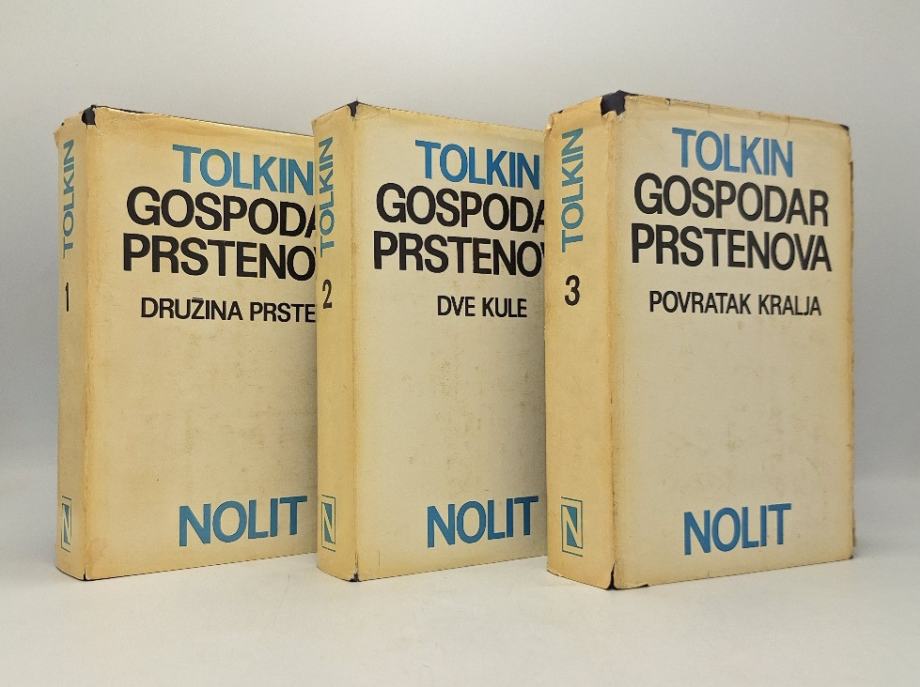 TOLKIN
1
N
TOLKIN
GOSPODA
PRSTENOV
DRUŽINA PRSTE
NOLIT
TOLKIN
2
N
TOLKIN
GOSPODA
PRSTENOV
DVE KULE
NOLIT
TOLKIN
3
N
TOLKIN
GOSPODAR
PRSTENOVA
POVRATAK KRALJA
NOLIT